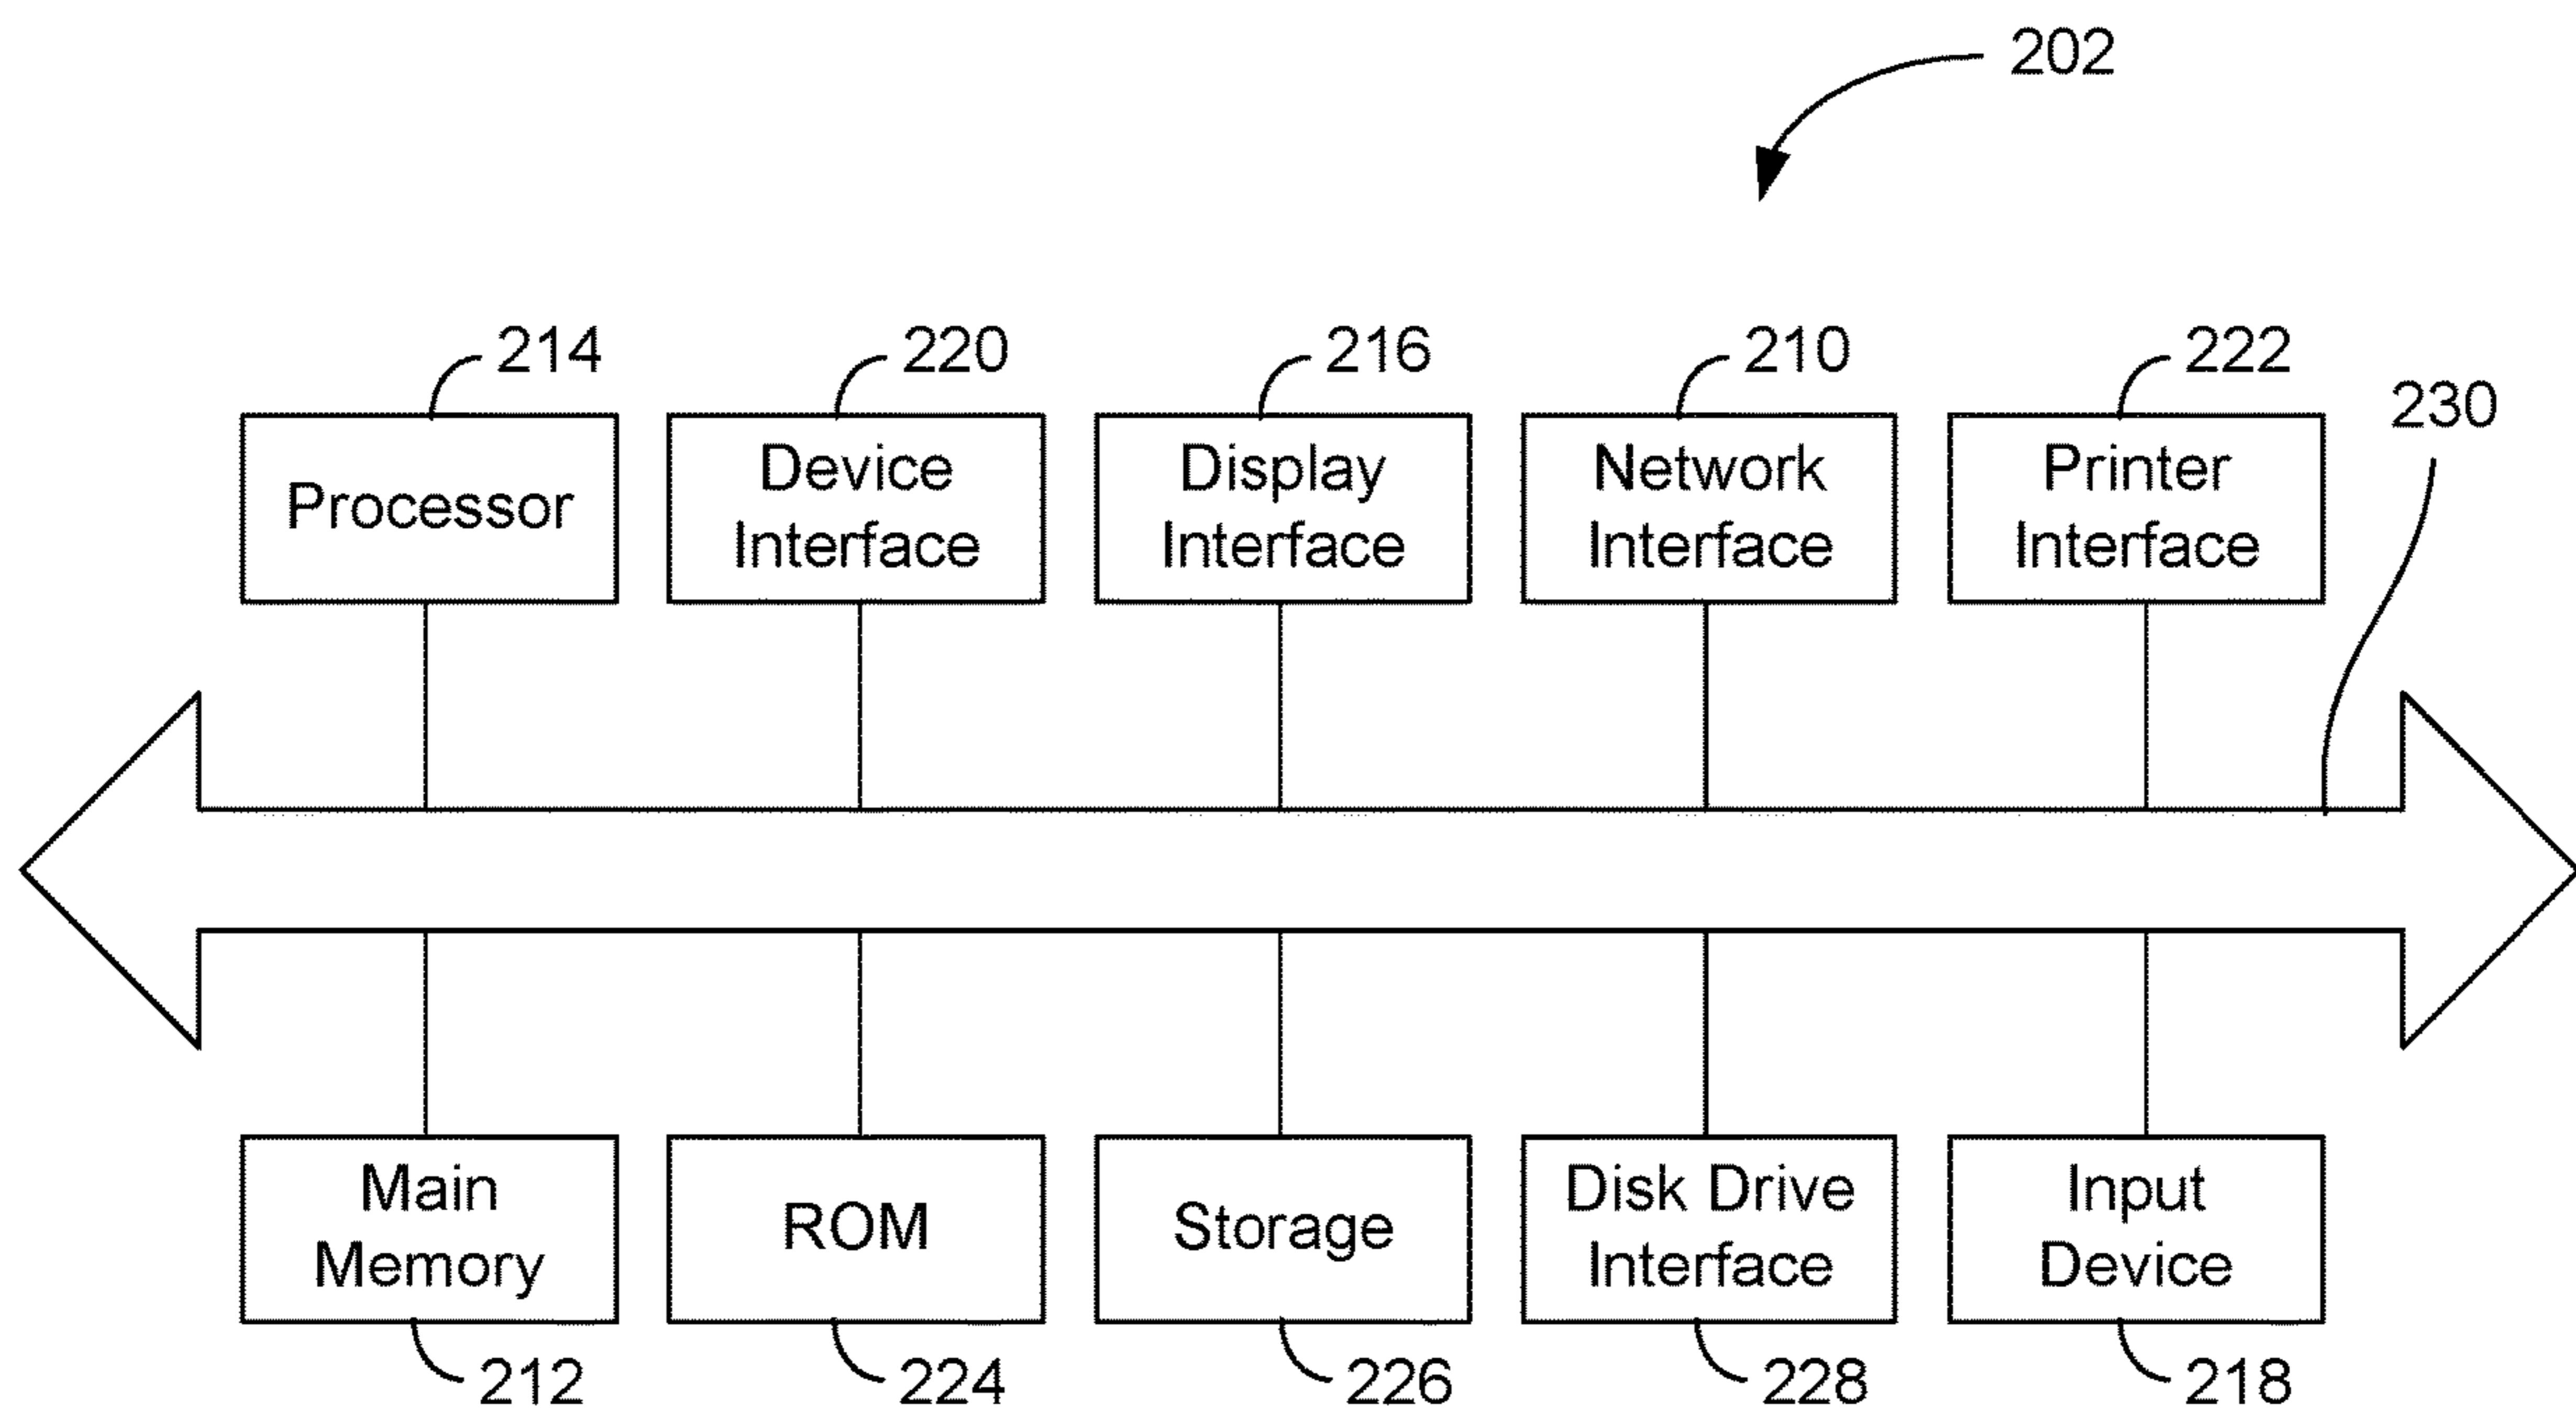 202
214
220
216
210
222
230
Processor
Device
Interface
Display
Interface
Network
Interface
Printer
Interface
Main
Memory
ROM
Storage
Disk Drive
Interface
Input
Device
212
224
226
228
218